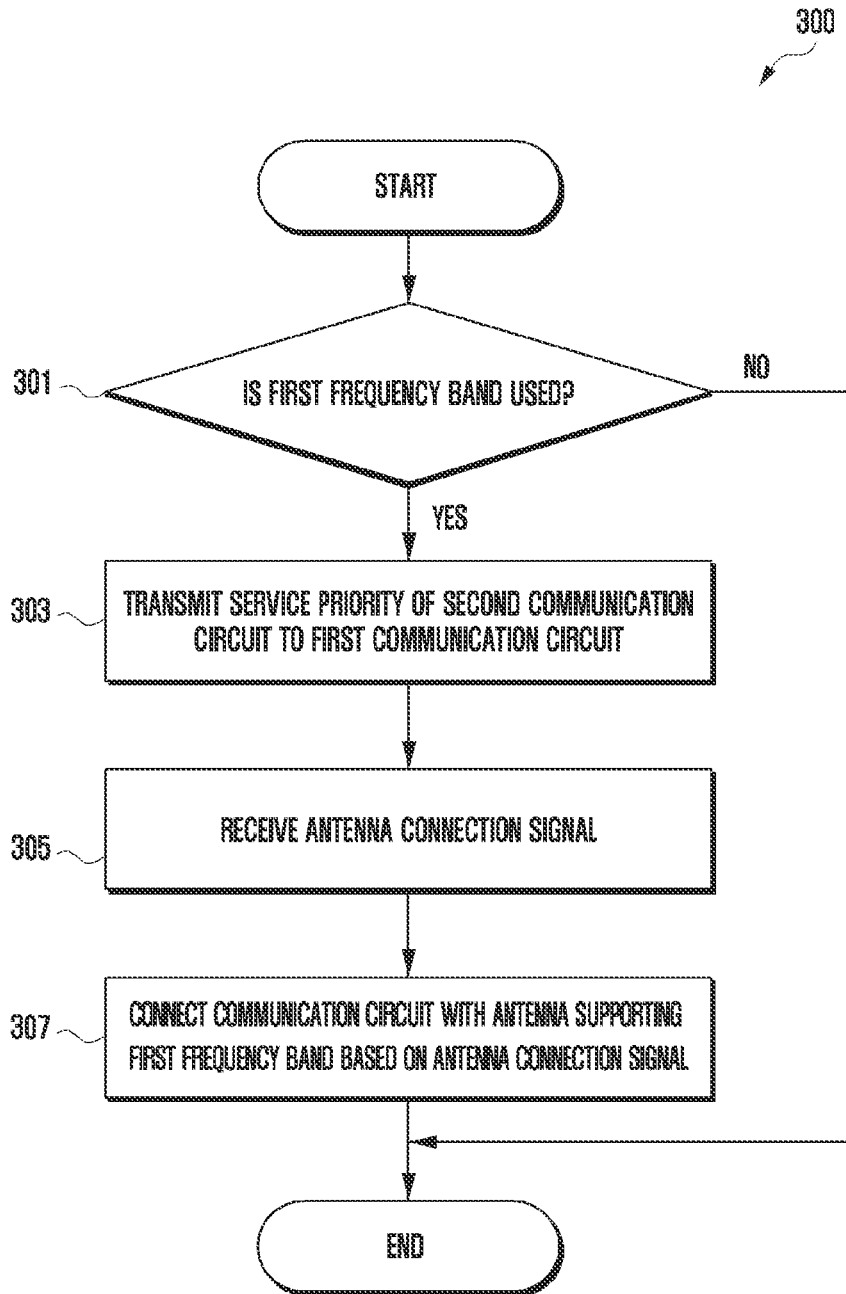 300
START
301
IS FIRST FREQUENCY BAND USED?
NO
YES
303
TRANSMIT SERVICE PRIORITY OF SECOND COMMUNICATION
CIRCUIT TO FIRST COMMUNICATION CIRCUIT
305
RECEIVE ANTENNA CONNECTION SIGNAL
307
CONNECT COMMUNICATION CIRCUIT WITH ANTENNA SUPPORTING
FIRST FREQUENCY BAND BASED ON ANTENNA CONNECTION SIGNAL
END